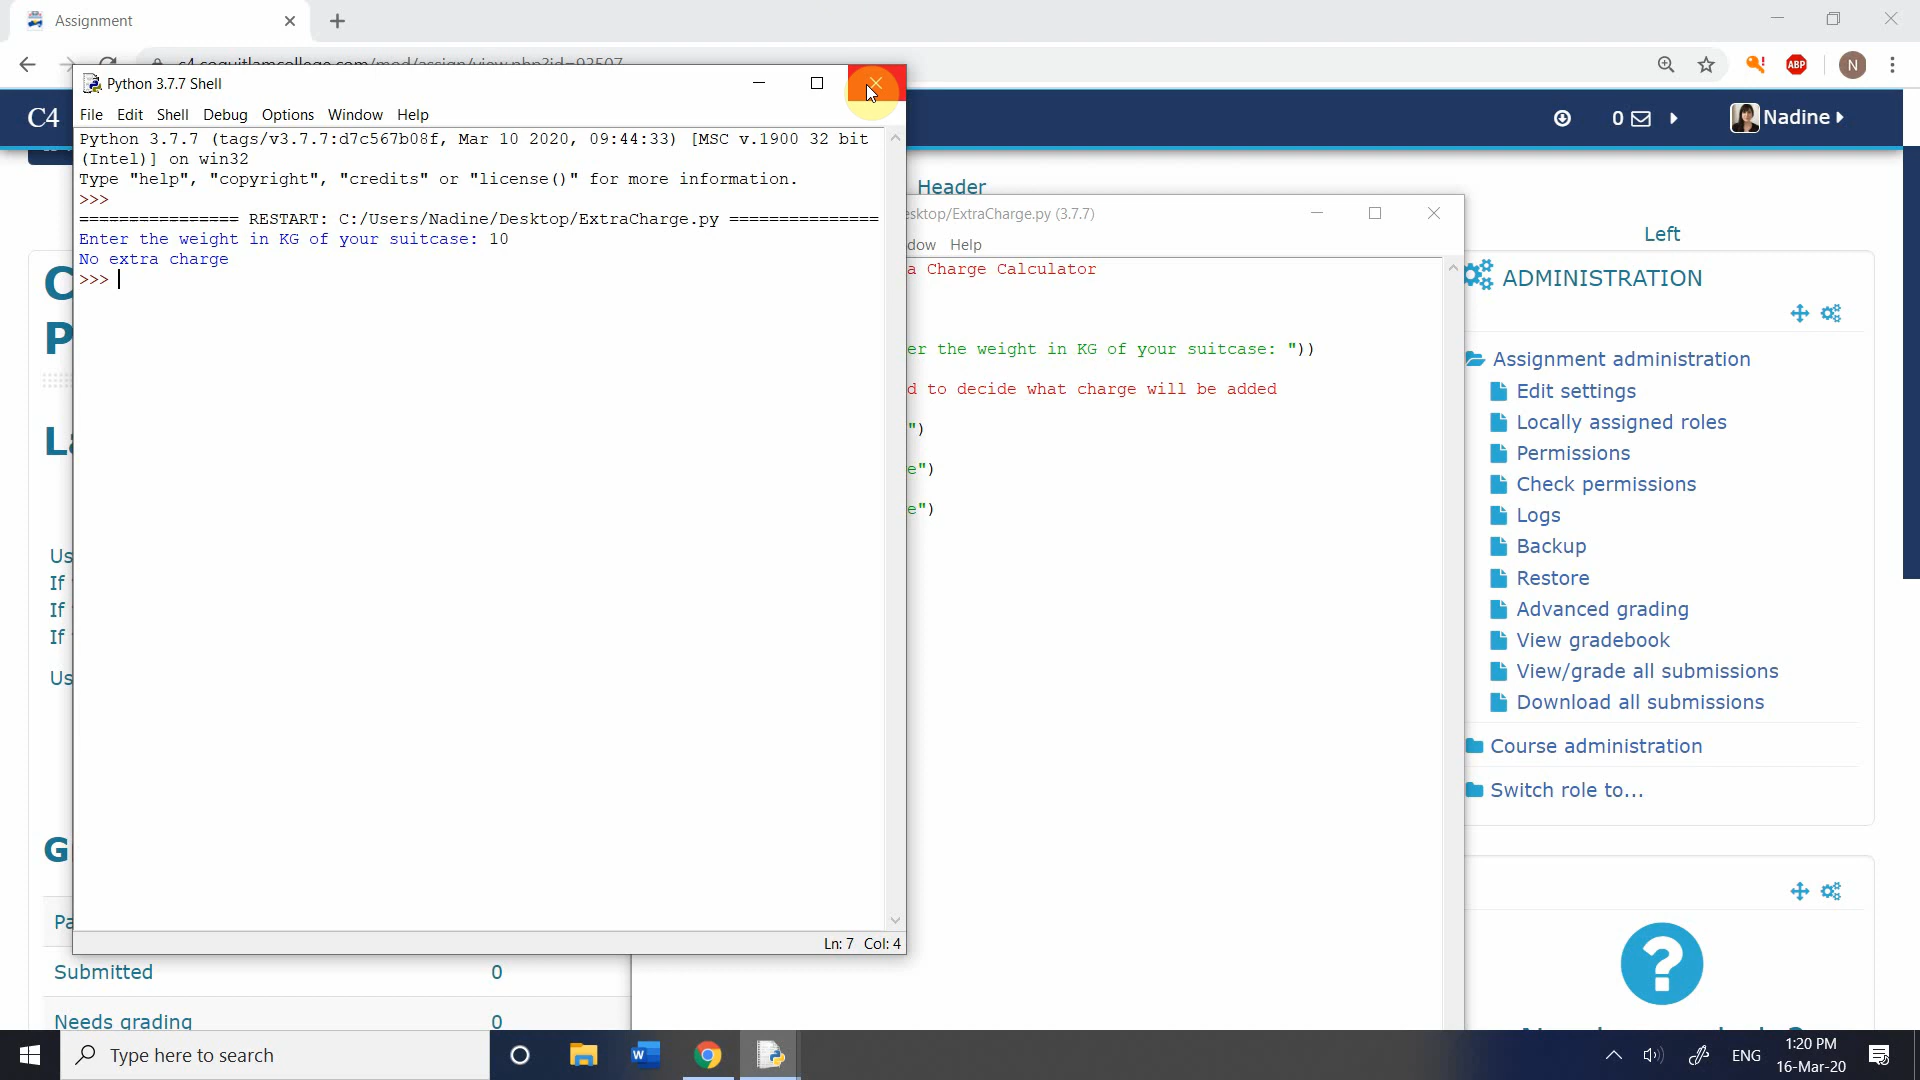 Assignment
N
Python 3.7.7 Shell
File Edit Shell Debug Options Window Help
Python 3.7.7 (tags/v3.7.7:d7c567b08f, Mar 10 2020, 09:44:33) [MSC v.1900 32 bit
(Intel)] on win32
Type "help", "copyright", "credits" or "license()" for more information.
>>>
================ RESTART: C:/Users/Nadine/Desktop/ExtraCharge.py ===============
Enter the weight in KG of your suitcase: 10
No extra charge
>>>
Ln: 7 Col: 4
C4
0
Nadine
Header
sktop/ExtraCharge.py (3.7.7)
dow Help
a Charge Calculator
er the weight in KG of your suitcase: "))
d to decide what charge will be added
")
e")
e")
Left
ADMINISTRATION
Assignment administration
Edit settings
Locally assigned roles
Permissions
Check permissions
Logs
Backup
Restore
Advanced grading
View gradebook
View/grade all submissions
Download all submissions
Course administration
Switch role to...
C
P
Us
If
If
If
Us
G
Pa
Submitted 0
Needs grading 0
Type here to search
ABP
ENG
1:20 PM
16-Mar-20